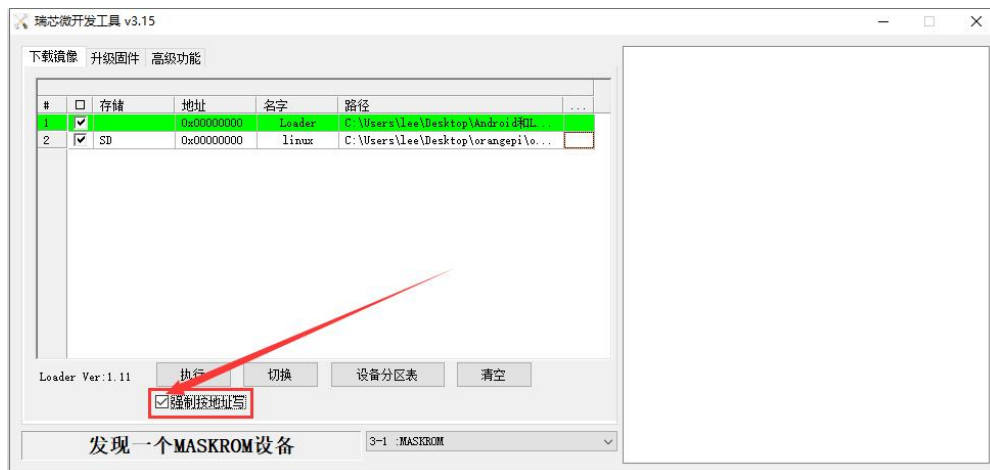 瑞芯微开发工具 v3.15
下载镜像 升级固件 高级功能
# 存储 地址 名字 路径 ...
1 0x00000000 Loader C:\Users\lee\Desktop\Android和L...
2 SD 0x00000000 linux C:\Users\lee\Desktop\orangepi\o...
Loader Ver:1.11 执行 切换 设备分区表 清空
强制按地址写
发现一个MASKROM设备 3-1 :MASKROM